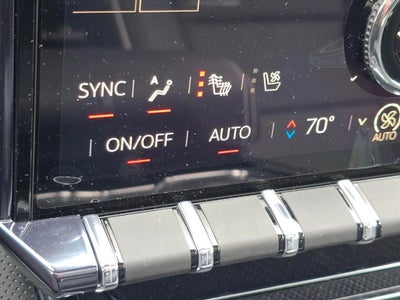 SYNC A
ON/OFF AUTO 70° AUTO